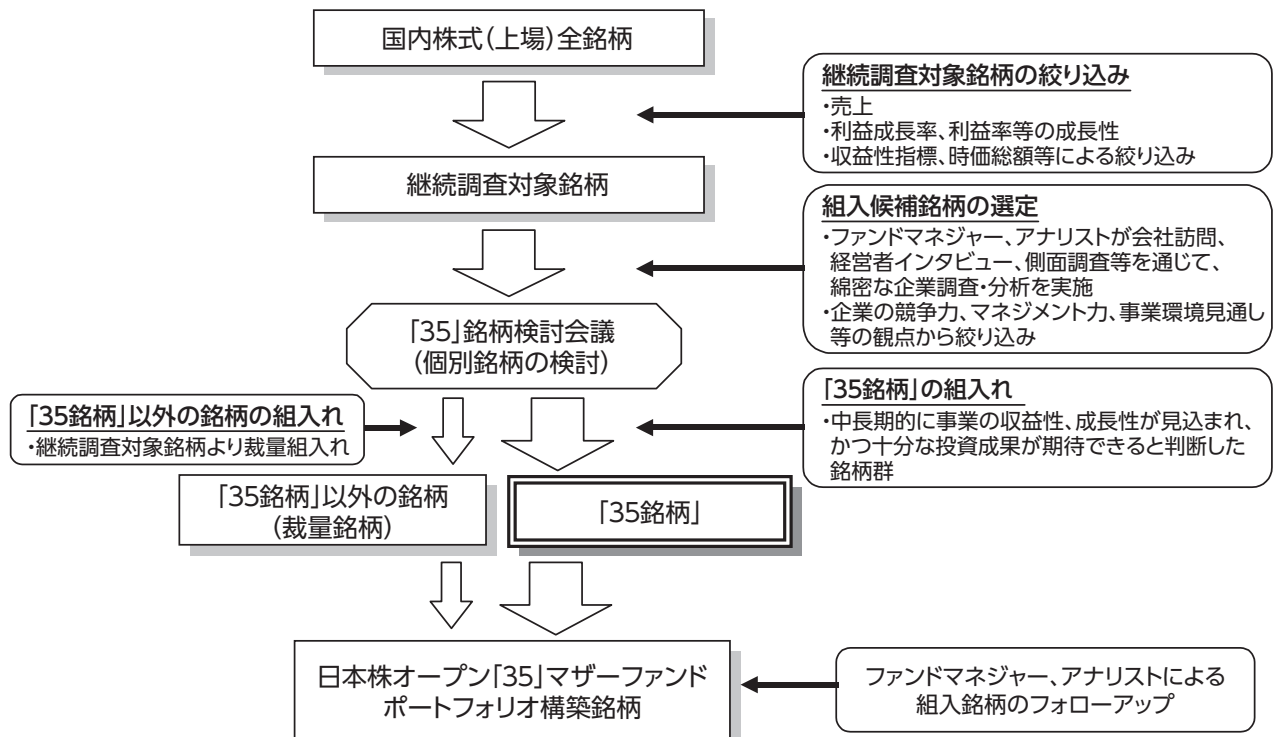 国内株式(上場)全銘柄
継続調査対象銘柄の絞り込み
・売上
・利益成長率、利益率等の成長性
・収益性指標、時価総額等による絞り込み
継続調査対象銘柄
組入候補銘柄の選定
・ファンドマネジャー、アナリストが会社訪問、
経営者インタビュー、側面調査等を通じて、
綿密な企業調査・分析を実施
・企業の競争力、マネジメント力、事業環境見通し
等の観点から絞り込み
「35」銘柄検討会議
(個別銘柄の検討)
「35銘柄」以外の銘柄の組入れ
・継続調査対象銘柄より裁量組入れ
「35銘柄」の組入れ
・中長期的に事業の収益性、成長性が見込まれ、
かつ十分な投資成果が期待できると判断した
銘柄群
「35銘柄」以外の銘柄
(裁量銘柄)
「35銘柄」
日本株オープン「35」マザーファンド
ポートフォリオ構築銘柄
ファンドマネジャー、アナリストによる
組入銘柄のフォローアップ